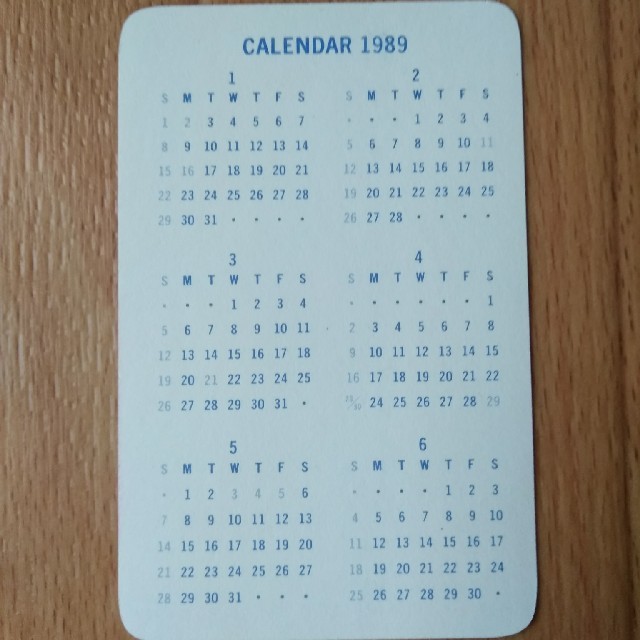 CALENDAR 1989
1
S M T W T F S
1 2 3 4 5 6 7
8 9 10 11 12 13 14
15 16 17 18 19 20 21
22 23 24 25 26 27 28
29 30 31 • • • •
2
S M T W T F S
• • • 1 2 3 4
5 6 7 8 9 10 11
12 13 14 15 16 17 18
19 20 21 22 23 24 25
26 27 28 • • • •
3
S M T W T F S
• • • 1 2 3 4
5 6 7 8 9 10 11
12 13 14 15 16 17 18
19 20 21 22 23 24 25
26 27 28 29 30 31 •
4
S M T W T F S
• • • • • • 1
2 3 4 5 6 7 8
9 10 11 12 13 14 15
16 17 18 19 20 21 22
23/30 24 25 26 27 28 29
5
S M T W T F S
• 1 2 3 4 5 6
7 8 9 10 11 12 13
14 15 16 17 18 19 20
21 22 23 24 25 26 27
28 29 30 31 • • •
6
S M T W T F S
• • • • 1 2 3
4 5 6 7 8 9 10
11 12 13 14 15 16 17
18 19 20 21 22 23 24
25 26 27 28 29 30 •